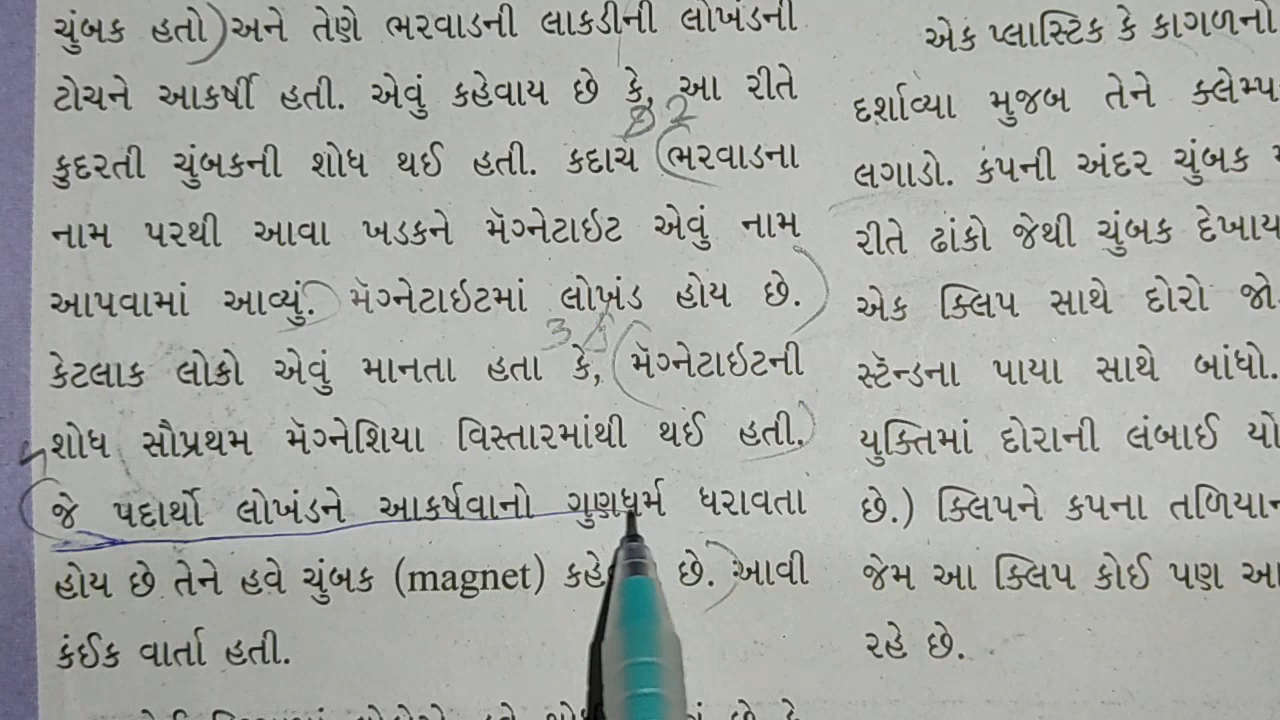 ચુંબક હતો) અને તેણે ભરવાડની લાકડીની લોખંડની
ટોચને આકર્ષી હતી. એવું કહેવાય છે કે, આ રીતે
2
કુદરતી ચુંબકની શોધ થઈ હતી. કદાચ (ભરવાડના
નામ પરથી આવા ખડકને મૅગ્નેટાઇટ એવું નામ
આપવામાં આવ્યું.) મૅગ્નેટાઇટમાં લોખંડ હોય છે.)
3
કેટલાક લોકો એવું માનતા હતા કે, (મૅગ્નેટાઇટની
શોધ સૌપ્રથમ મૅગ્નેશિયા વિસ્તારમાંથી થઈ હતી.)
(જે પદાર્થો લોખંડને આકર્ષવાનો ગુણધર્મ ધરાવતા
હોય છે તેને હવે ચુંબક (magnet) છે.) આવી
કંઈક વાર્તા હતી.
એક પ્લાસ્ટિક કે કાગળનો
દર્શાવ્યા મુજબ તેને ક્લેમ્પ
લગાડો. કપની અંદર ચુંબક
રીતે ઢાંકો જેથી ચુંબક દેખાય
એક ક્લિપ સાથે દોરો જો
સ્ટૅન્ડના પાયા સાથે બાંધો.
યુક્તિમાં દોરાની લંબાઈ યો
છે.) ક્લિપને કપના તળિયા
જેમ આ ક્લિપ કોઈ પણ આ
રહે છે.